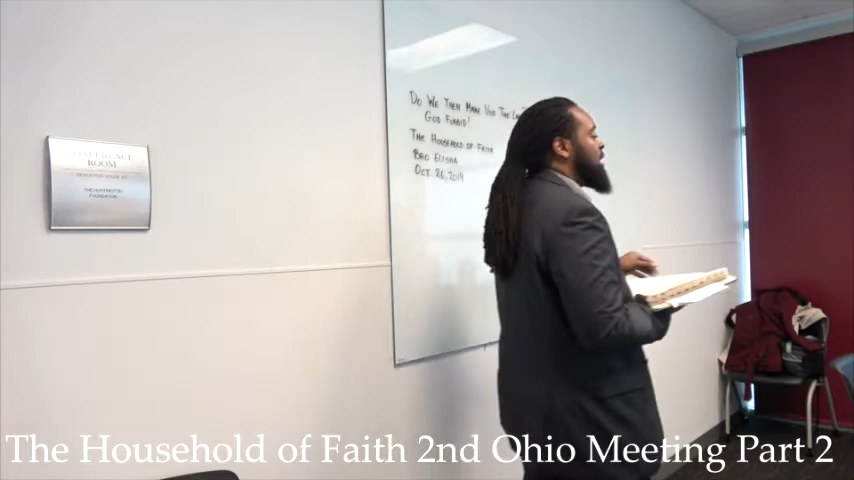 Do We Then Make Void The
God Forbid!
The Household of Faith
Bro Elisha
Oct. 26, 2019
CONFERENCE
ROOM
THE HUNTINGTON
FOUNDATION
The Household of Faith 2nd Ohio Meeting Part 2